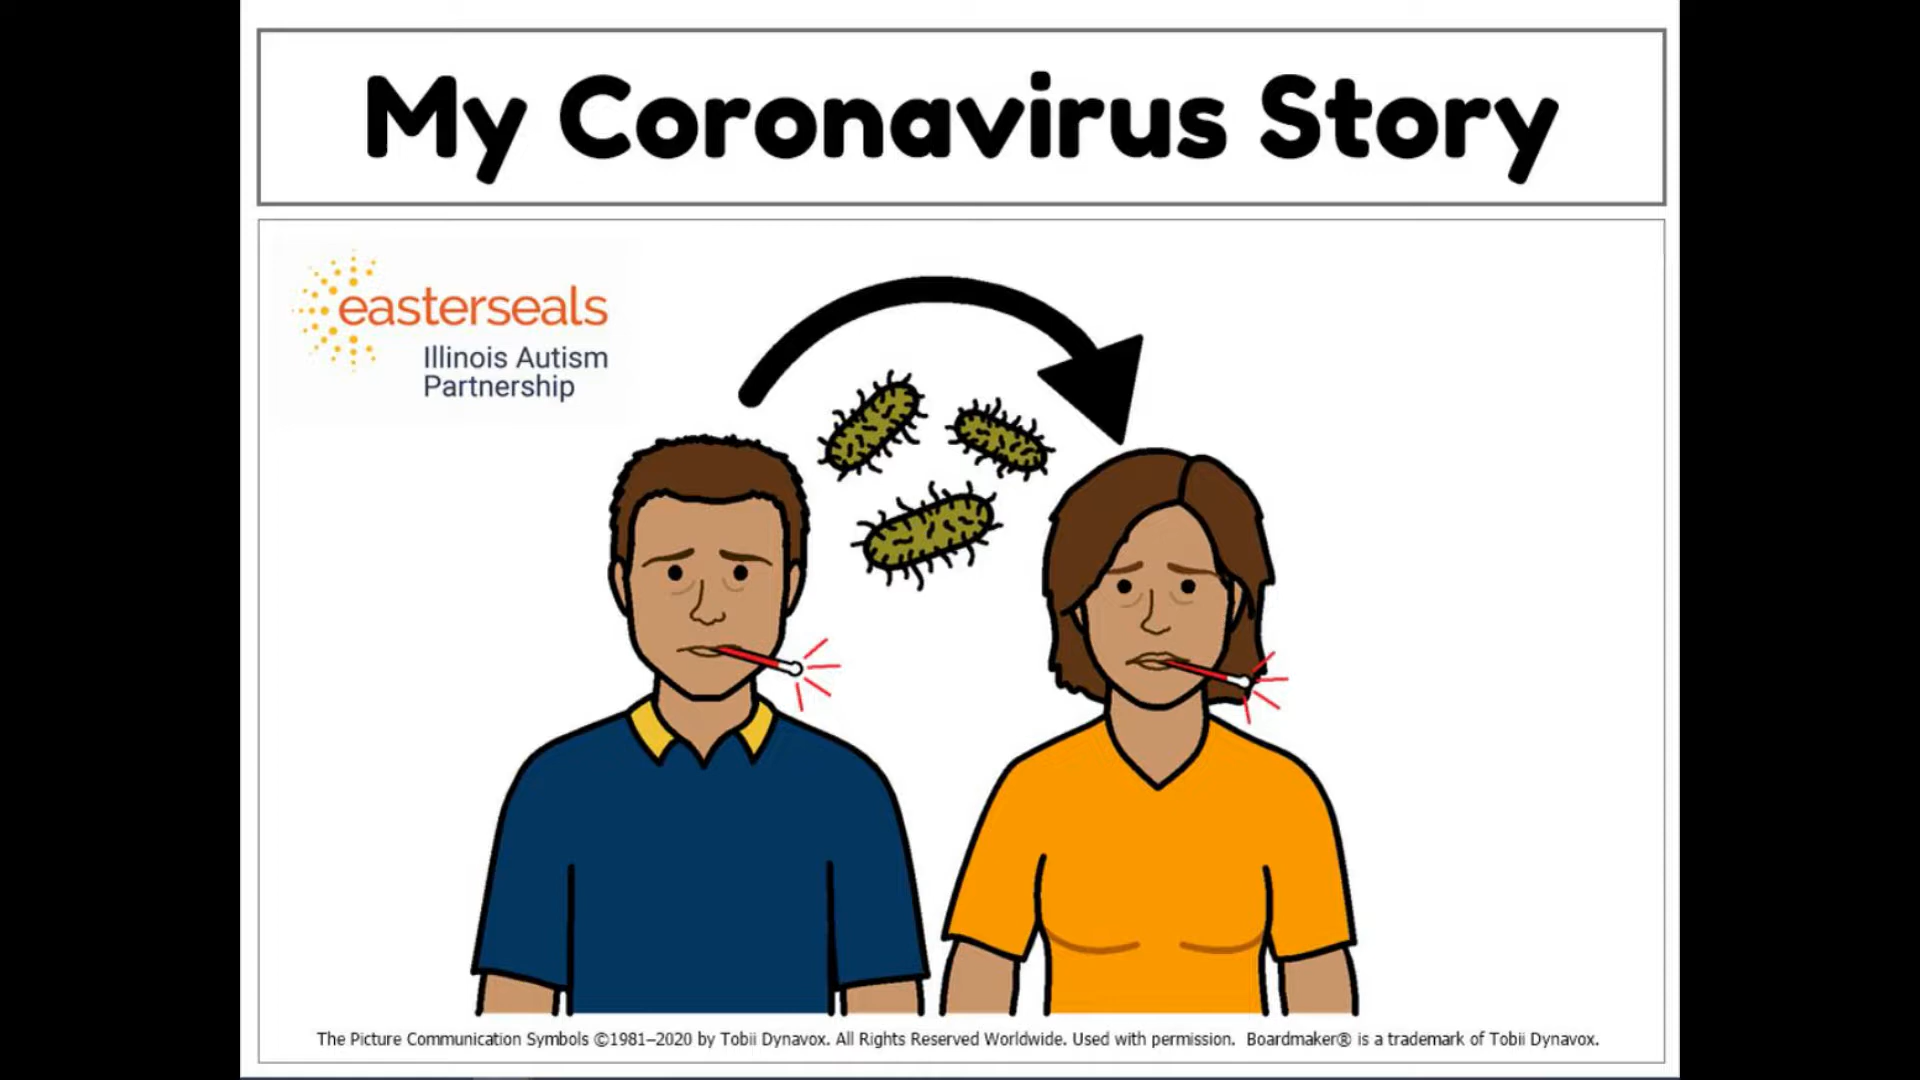 My Coronavirus Story
easterseals
Illinois Autism
Partnership
The Picture Communication Symbols ©1981–2020 by Tobii Dynavox. All Rights Reserved Worldwide. Used with permission. Boardmaker® is a trademark of Tobii Dynavox.